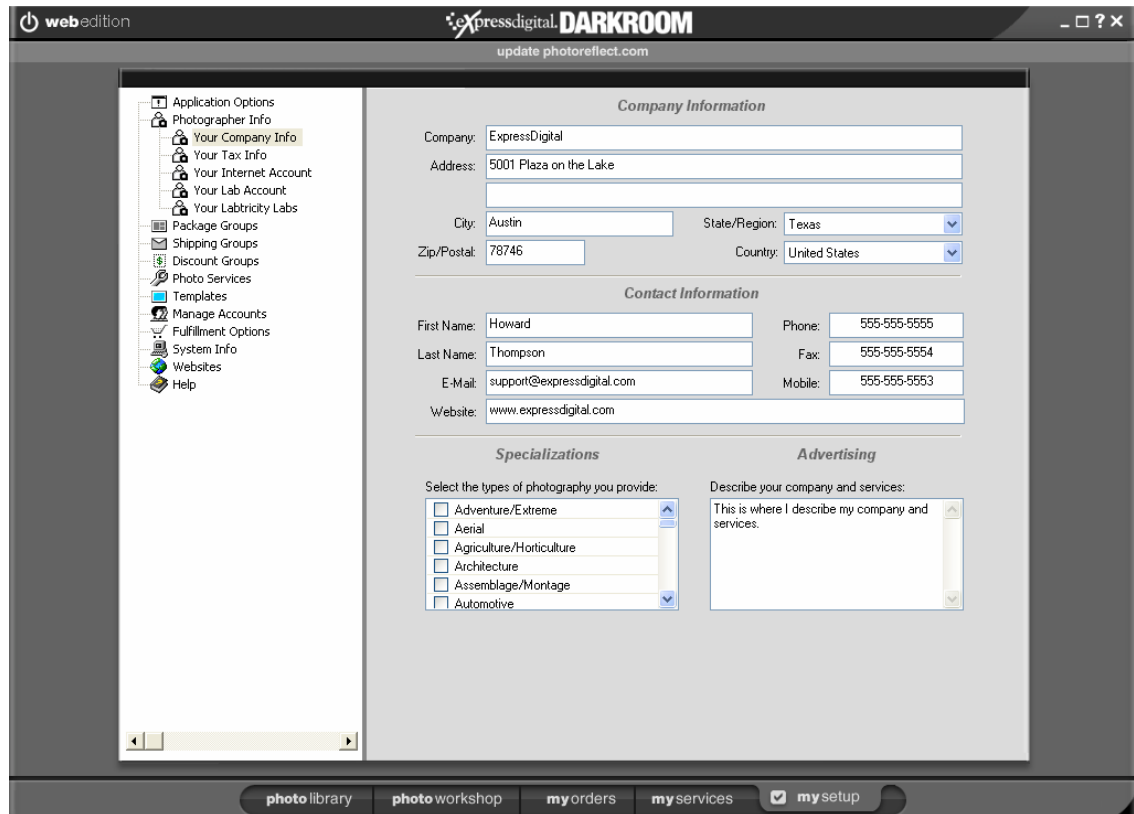 webedition
eXpressdigital. DARKROOM
update photoreflect.com
Application Options
Photographer Info
Your Company Info
Your Tax Info
Your Internet Account
Your Lab Account
Your Labtricity Labs
Package Groups
Shipping Groups
Discount Groups
Photo Services
Templates
Manage Accounts
Fulfillment Options
System Info
Websites
Help
Company Information
Company: ExpressDigital
Address: 5001 Plaza on the Lake
City: Austin State/Region: Texas
Zip/Postal: 78746 Country: United States
Contact Information
First Name: Howard Phone: 555-555-5555
Last Name: Thompson Fax: 555-555-5554
E-Mail: support@expressdigital.com Mobile: 555-555-5553
Website: www.expressdigital.com
Specializations
Select the types of photography you provide:
Adventure/Extreme
Aerial
Agriculture/Horticulture
Architecture
Assemblage/Montage
Automotive
Advertising
Describe your company and services:
This is where I describe my company and
services.
photolibrary photoworkshop myorders myservices mysetup